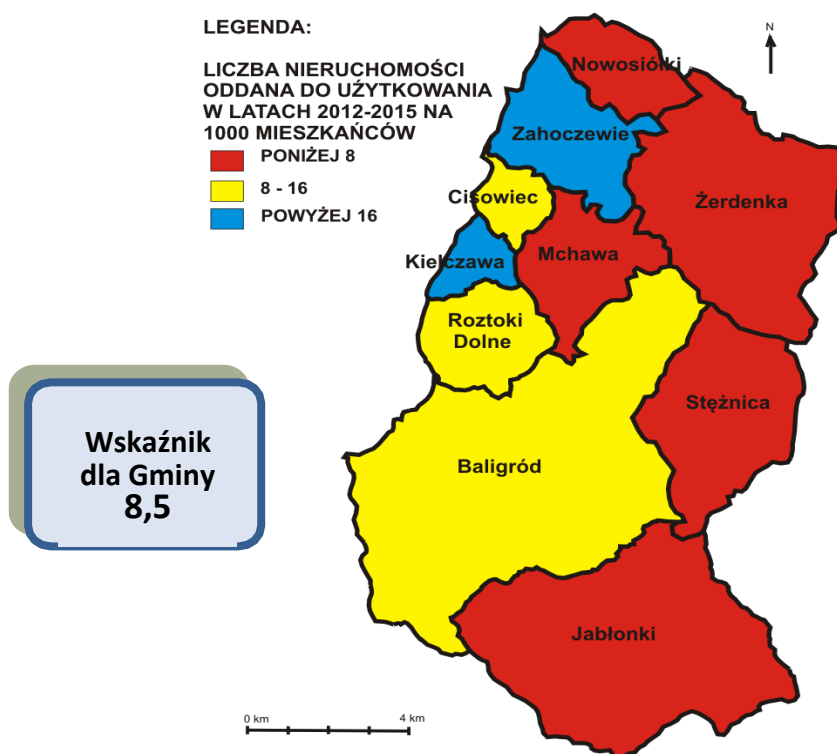 LEGENDA:
LICZBA NIERUCHOMOŚCI
ODDANA DO UŻYTKOWANIA
W LATACH 2012-2015 NA
1000 MIESZKAŃCÓW
PONIŻEJ 8
8 - 16
POWYŻEJ 16
N
Nowosiółki
Zahoczewie
Cisowiec
Żerdenka
Kielczawa
Mchawa
Roztoki
Dolne
Stężnica
Baligród
Jabłonki
Wskaźnik
dla Gminy
8,5
0 km
4 km